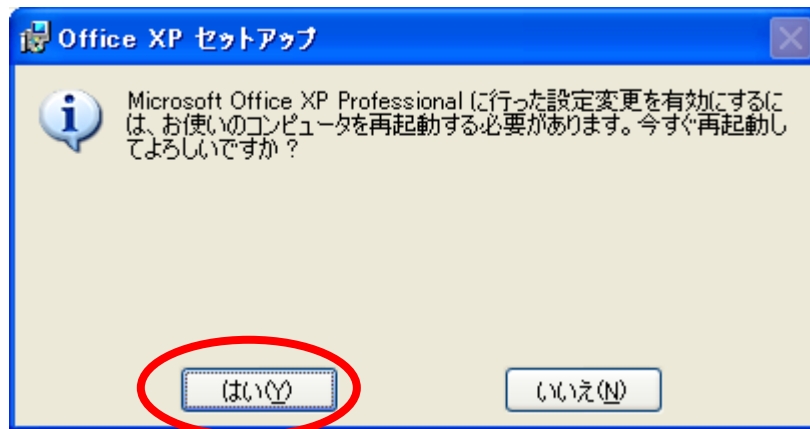 Office XP セットアップ
Microsoft Office XP Professional に行った設定変更を有効にするに
は、お使いのコンピュータを再起動する必要があります。今すぐ再起動し
てよろしいですか？
はい(Y)
いいえ(N)